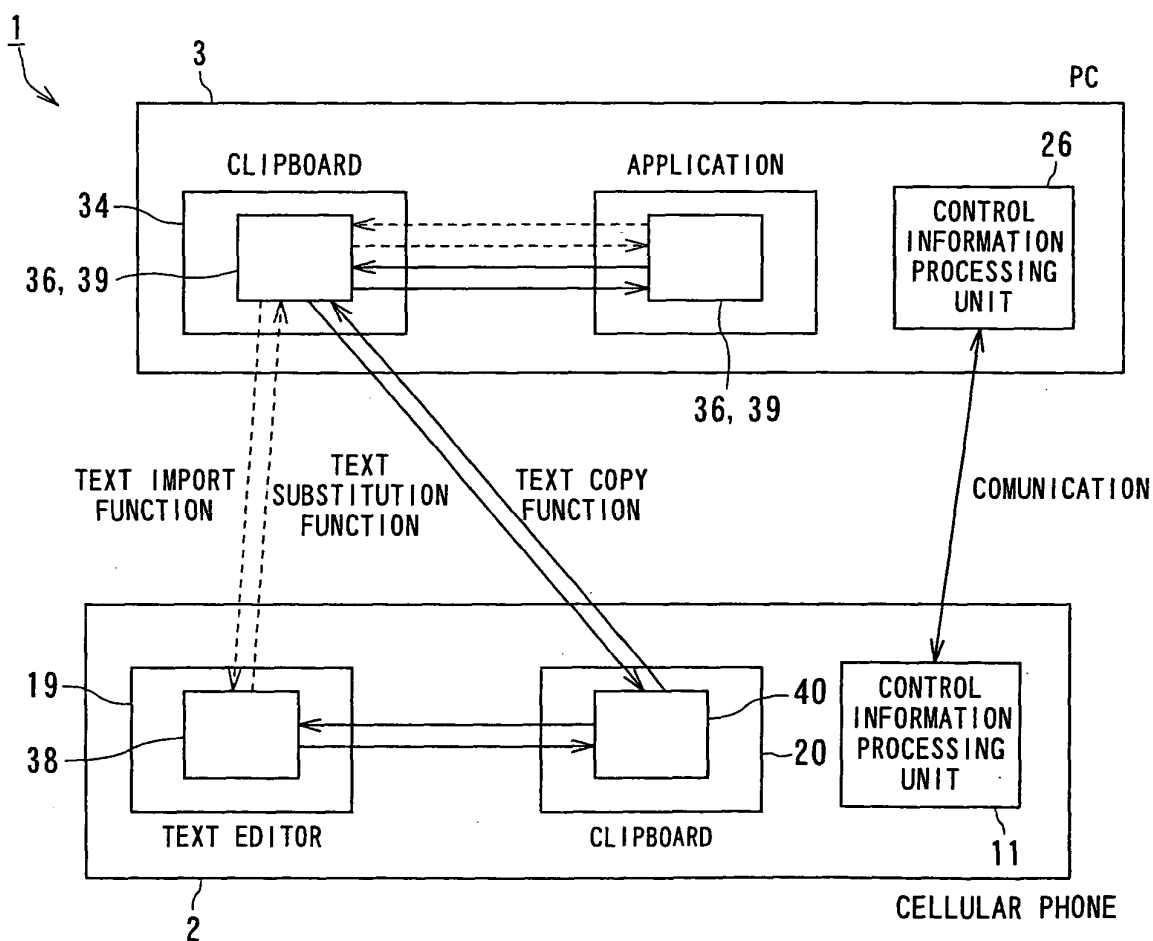 1
3
PC
CLIPBOARD
APPLICATION
26
34
CONTROL
INFORMATION
PROCESSING
UNIT
36, 39
36, 39
TEXT IMPORT
FUNCTION
TEXT
SUBSTITUTION
FUNCTION
TEXT COPY
FUNCTION
COMUNICATION
19
40
CONTROL
INFORMATION
PROCESSING
UNIT
38
20
TEXT EDITOR
CLIPBOARD
11
2
CELLULAR PHONE